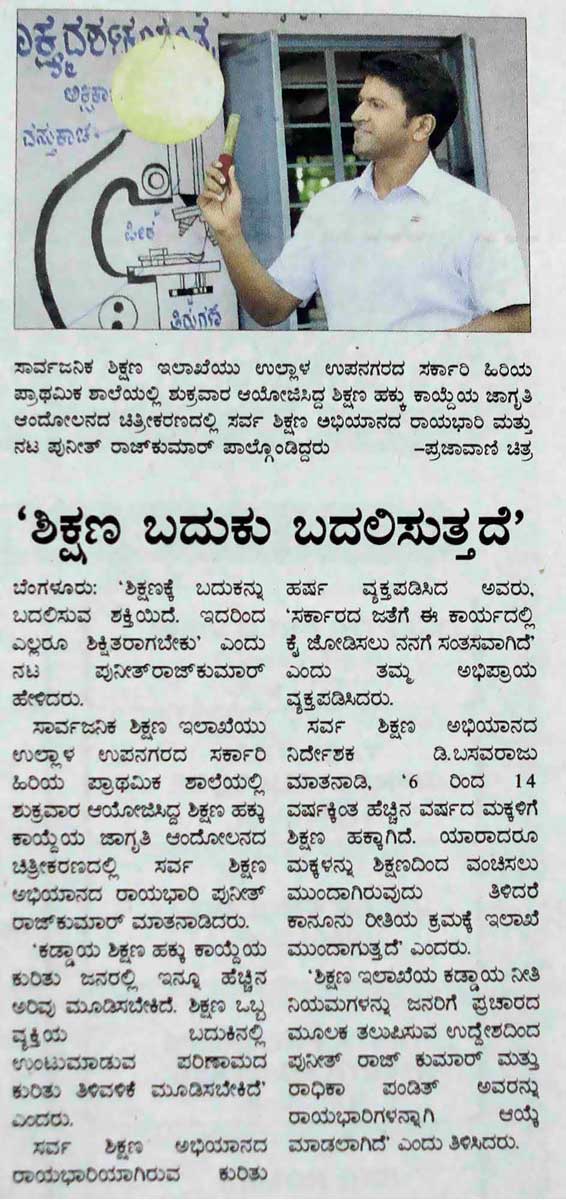 ಸೂಕ್ಷ್ಮದರ್ಶಕ ಯಂತ್ರ
ಅಕ್ಷಕಾ
ವಸ್ತುಕಾಚ
ಪೀಠ
ತಿರುಗಣಿ
ಸಾರ್ವಜನಿಕ ಶಿಕ್ಷಣ ಇಲಾಖೆಯು ಉಲ್ಲಾಳ ಉಪನಗರದ ಸರ್ಕಾರಿ ಹಿರಿಯ
ಪ್ರಾಥಮಿಕ ಶಾಲೆಯಲ್ಲಿ ಶುಕ್ರವಾರ ಆಯೋಜಿಸಿದ್ದ ಶಿಕ್ಷಣ ಹಕ್ಕು ಕಾಯ್ದೆಯ ಜಾಗೃತಿ
ಆಂದೋಲನದ ಚಿತ್ರೀಕರಣದಲ್ಲಿ ಸರ್ವ ಶಿಕ್ಷಣ ಅಭಿಯಾನದ ರಾಯಭಾರಿ ಮತ್ತು
ನಟ ಪುನೀತ್ ರಾಜ್‌ಕುಮಾರ್ ಪಾಲ್ಗೊಂಡಿದ್ದರು –ಪ್ರಜಾವಾಣಿ ಚಿತ್ರ
‘ಶಿಕ್ಷಣ ಬದುಕು ಬದಲಿಸುತ್ತದೆ’
ಬೆಂಗಳೂರು: ‘ಶಿಕ್ಷಣಕ್ಕೆ ಬದುಕನ್ನು
ಬದಲಿಸುವ ಶಕ್ತಿಯಿದೆ. ಇದರಿಂದ
ಎಲ್ಲರೂ ಶಿಕ್ಷಿತರಾಗಬೇಕು’ ಎಂದು
ನಟ ಪುನೀತ್‌ರಾಜ್‌ಕುಮಾರ್
ಹೇಳಿದರು.
ಸಾರ್ವಜನಿಕ ಶಿಕ್ಷಣ ಇಲಾಖೆಯು
ಉಲ್ಲಾಳ ಉಪನಗರದ ಸರ್ಕಾರಿ
ಹಿರಿಯ ಪ್ರಾಥಮಿಕ ಶಾಲೆಯಲ್ಲಿ
ಶುಕ್ರವಾರ ಆಯೋಜಿಸಿದ್ದ ಶಿಕ್ಷಣ ಹಕ್ಕು
ಕಾಯ್ದೆಯ ಜಾಗೃತಿ ಆಂದೋಲನದ
ಚಿತ್ರೀಕರಣದಲ್ಲಿ ಸರ್ವ ಶಿಕ್ಷಣ
ಅಭಿಯಾನದ ರಾಯಭಾರಿ ಪುನೀತ್
ರಾಜ್‌ಕುಮಾರ್ ಮಾತನಾಡಿದರು.
‘ಕಡ್ಡಾಯ ಶಿಕ್ಷಣ ಹಕ್ಕು ಕಾಯ್ದೆಯ
ಕುರಿತು ಜನರಲ್ಲಿ ಇನ್ನೂ ಹೆಚ್ಚಿನ
ಅರಿವು ಮೂಡಿಸಬೇಕಿದೆ. ಶಿಕ್ಷಣ ಒಬ್ಬ
ವ್ಯಕ್ತಿಯ ಬದುಕಿನಲ್ಲಿ
ಉಂಟುಮಾಡುವ ಪರಿಣಾಮದ
ಕುರಿತು ತಿಳಿವಳಿಕೆ ಮೂಡಿಸಬೇಕಿದೆ’
ಎಂದರು.
ಸರ್ವ ಶಿಕ್ಷಣ ಅಭಿಯಾನದ
ರಾಯಭಾರಿಯಾಗಿರುವ ಕುರಿತು
ಹರ್ಷ ವ್ಯಕ್ತಪಡಿಸಿದ ಅವರು,
‘ಸರ್ಕಾರದ ಜತೆಗೆ ಈ ಕಾರ್ಯದಲ್ಲಿ
ಕೈ ಜೋಡಿಸಲು ನನಗೆ ಸಂತಸವಾಗಿದೆ’
ಎಂದು ತಮ್ಮ ಅಭಿಪ್ರಾಯ
ವ್ಯಕ್ತಪಡಿಸಿದರು.
ಸರ್ವ ಶಿಕ್ಷಣ ಅಭಿಯಾನದ
ನಿರ್ದೇಶಕ ಡಿ.ಬಸವರಾಜು
ಮಾತನಾಡಿ, ‘6 ರಿಂದ 14
ವರ್ಷಕ್ಕಿಂತ ಹೆಚ್ಚಿನ ವರ್ಷದ ಮಕ್ಕಳಿಗೆ
ಶಿಕ್ಷಣ ಹಕ್ಕಾಗಿದೆ. ಯಾರಾದರೂ
ಮಕ್ಕಳನ್ನು ಶಿಕ್ಷಣದಿಂದ ವಂಚಿಸಲು
ಮುಂದಾಗಿರುವುದು ತಿಳಿದರೆ
ಕಾನೂನು ರೀತಿಯ ಕ್ರಮಕ್ಕೆ ಇಲಾಖೆ
ಮುಂದಾಗುತ್ತದೆ’ ಎಂದರು.
‘ಶಿಕ್ಷಣ ಇಲಾಖೆಯ ಕಡ್ಡಾಯ ನೀತಿ
ನಿಯಮಗಳನ್ನು ಜನರಿಗೆ ಪ್ರಚಾರದ
ಮೂಲಕ ತಲುಪಿಸುವ ಉದ್ದೇಶದಿಂದ
ಪುನೀತ್ ರಾಜ್ ಕುಮಾರ್ ಮತ್ತು
ರಾಧಿಕಾ ಪಂಡಿತ್ ಅವರನ್ನು
ರಾಯಭಾರಿಗಳನ್ನಾಗಿ ಆಯ್ಕೆ
ಮಾಡಲಾಗಿದೆ’ ಎಂದು ತಿಳಿಸಿದರು.